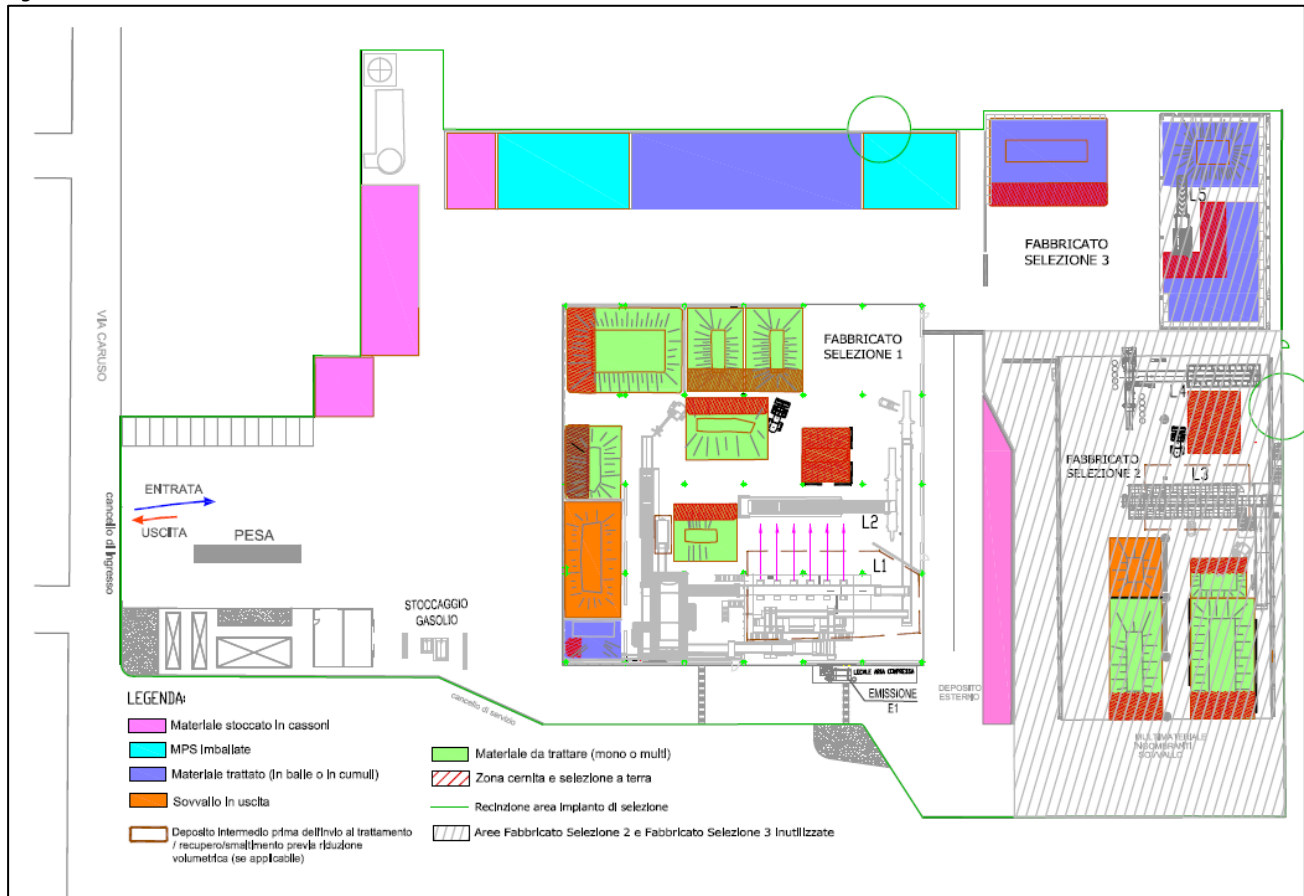 L5
FABBRICATO
SELEZIONE 3
FABBRICATO
SELEZIONE 1
VIA CARUSO
L4
FABBRICATO
SELEZIONE 2
L3
cancello di ingresso
ENTRATA
USCITA
PESA
L2
L1
STOCCAGGIO
GASOLIO
LOCALE ARIA COMPRESSA
EMISSIONE
E1
DEPOSITO
ESTERNO
cancello di servizio
MULTIMATERIALE
INGOMBRANTI
SOVVALLO
LEGENDA:
Materiale stoccato in cassoni
MPS imballate
Materiale trattato (in balle o in cumuli)
Sovvallo in uscita
Deposito intermedio prima dell'invio al trattamento
/ recupero/smaltimento previa riduzione
volumetrica (se applicabile)
Materiale da trattare (mono o multi)
Zona cernita e selezione a terra
Recinzione area impianto di selezione
Aree Fabbricato Selezione 2 e Fabbricato Selezione 3 inutilizzate